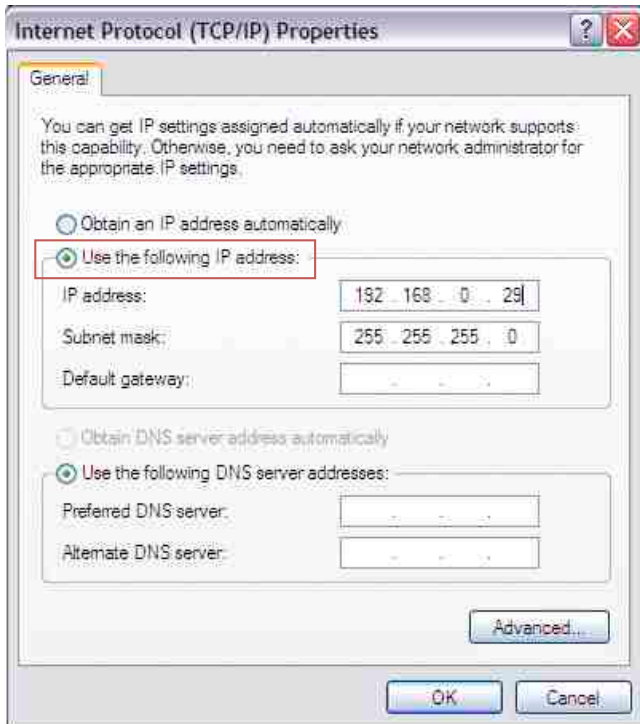 Internet Protocol (TCP/IP) Properties
General
You can get IP settings assigned automatically if your network supports
this capability. Otherwise, you need to ask your network administrator for
the appropriate IP settings.
Obtain an IP address automatically
Use the following IP address:
IP address: 192 . 168 . 0 . 29
Subnet mask: 255 . 255 . 255 . 0
Default gateway: . . .
Obtain DNS server address automatically
Use the following DNS server addresses:
Preferred DNS server: . . .
Alternate DNS server: . . .
Advanced...
OK Cancel